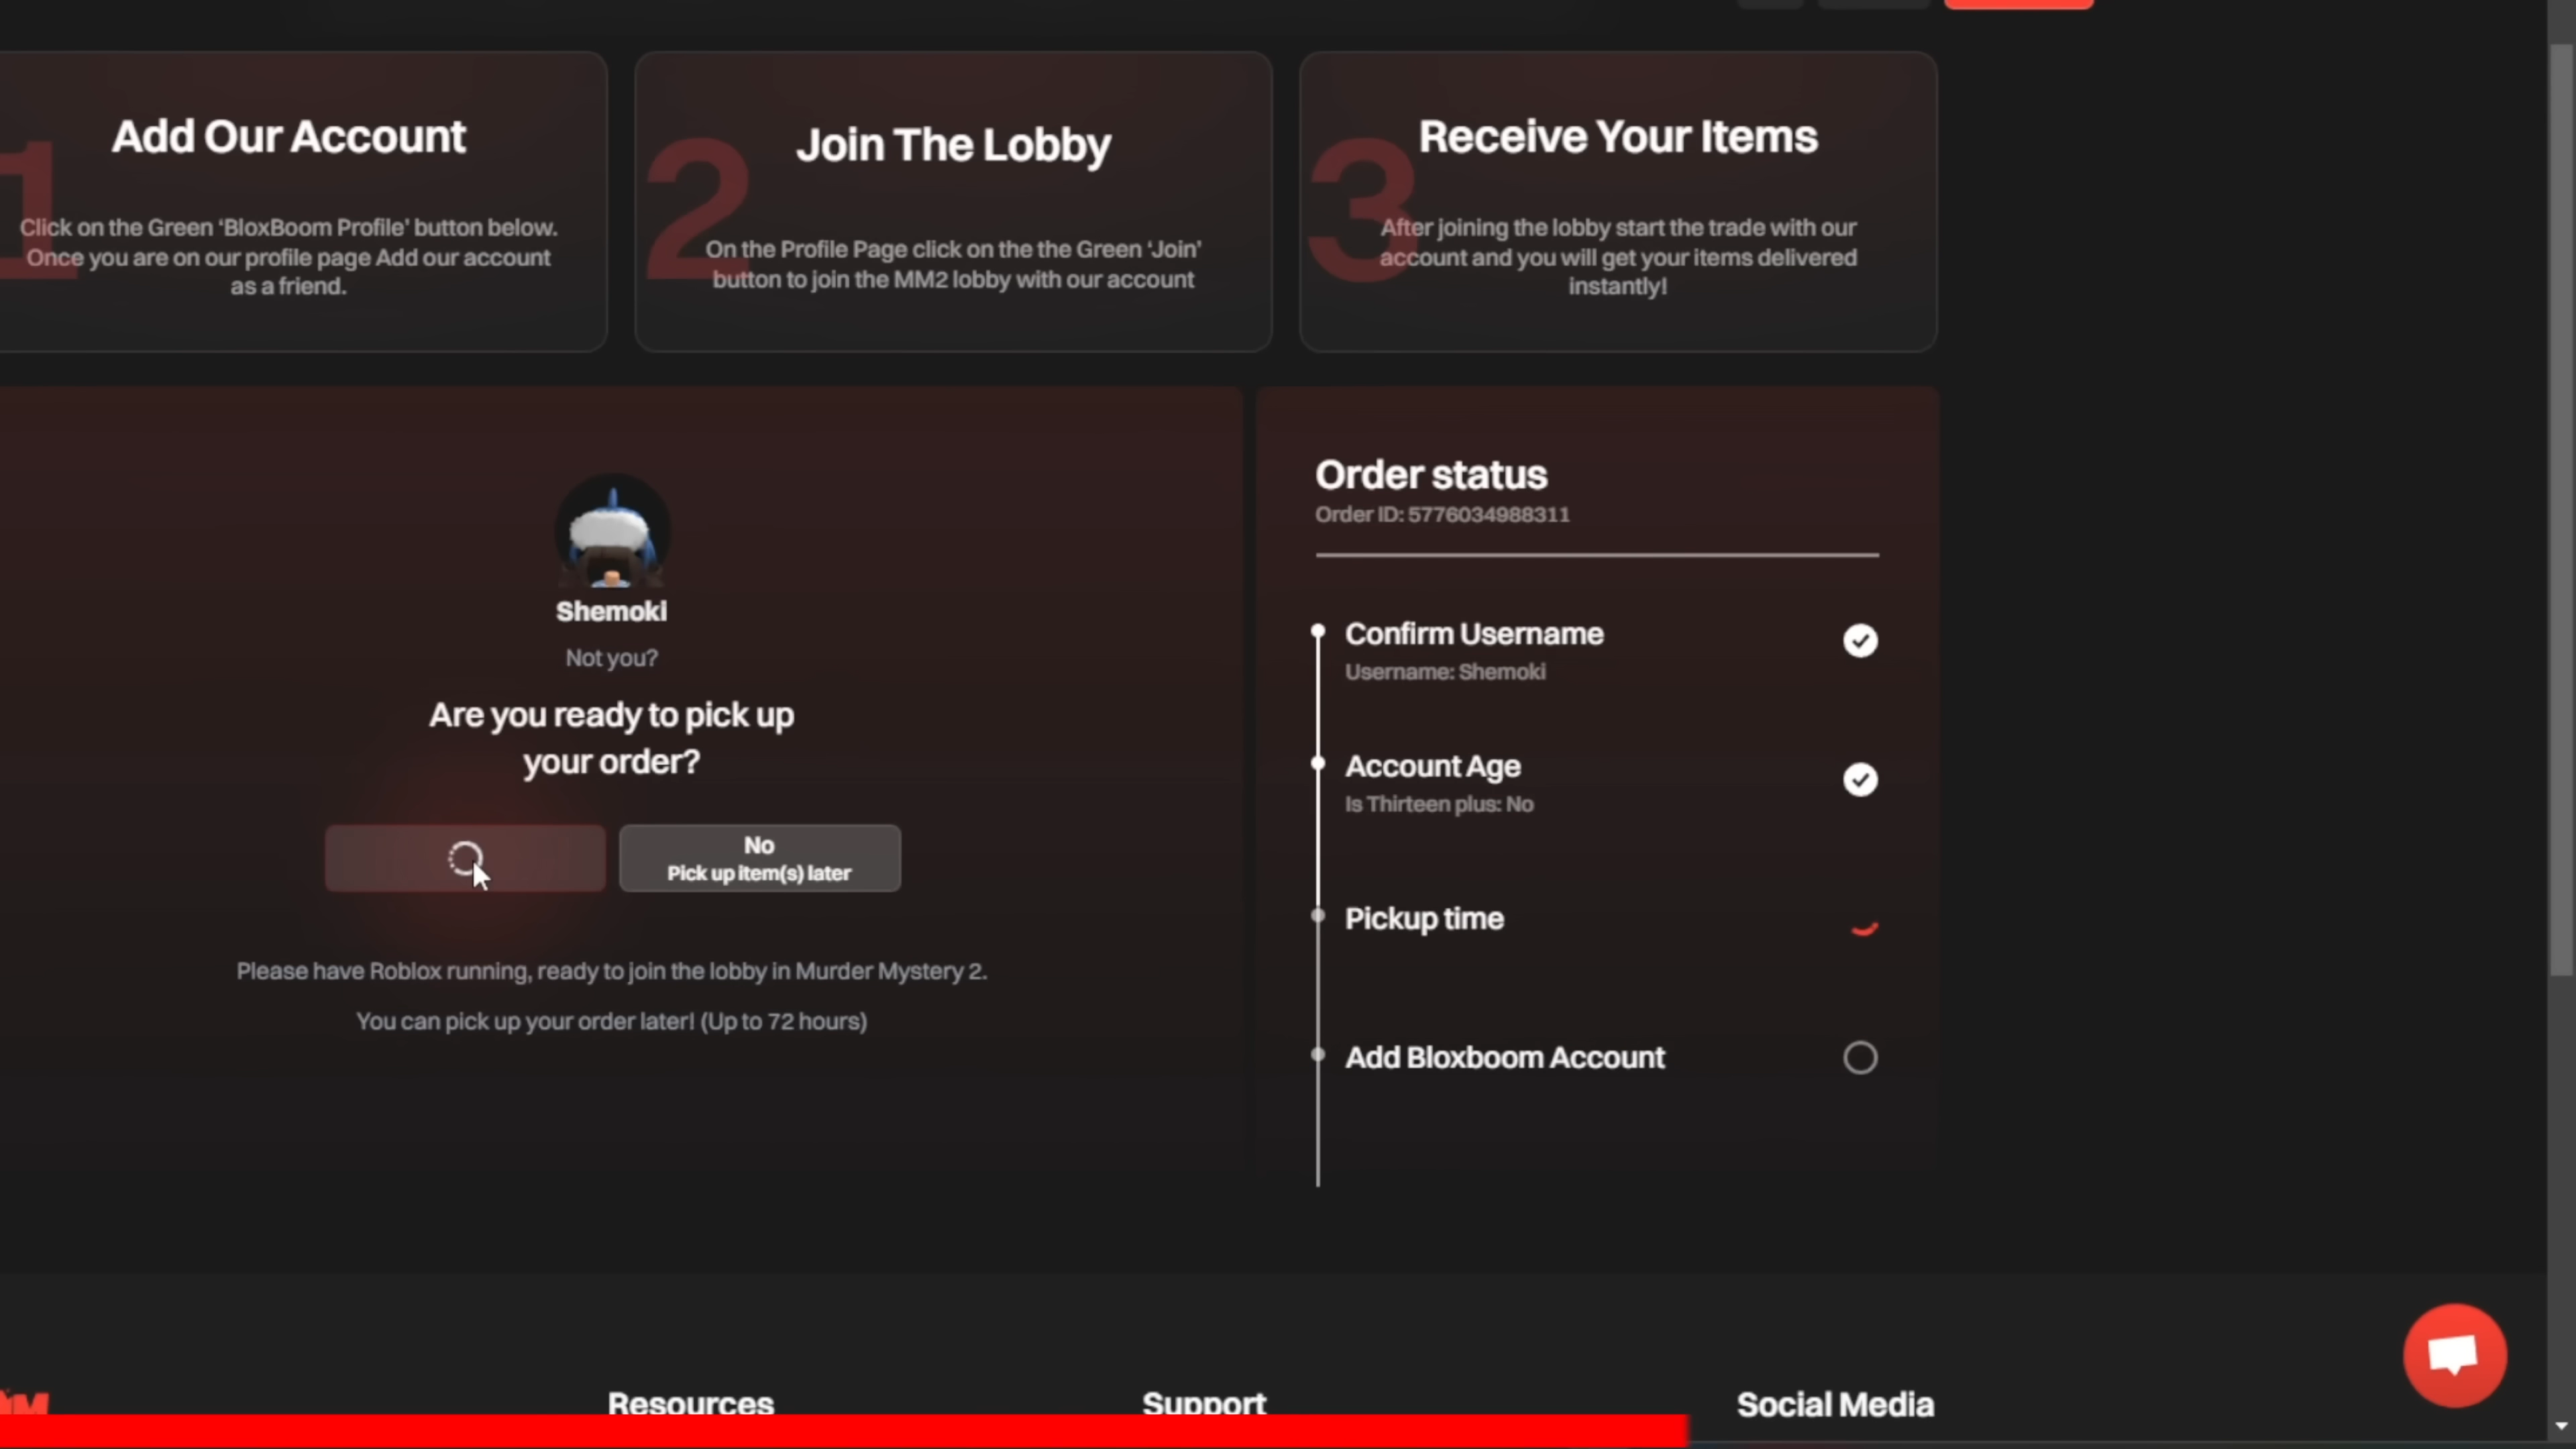 1
Add Our Account
Click on the Green ‘BloxBoom Profile’ button below.
Once you are on our profile page Add our account
as a friend.
2
Join The Lobby
On the Profile Page click on the the Green ‘Join’
button to join the MM2 lobby with our account
3
Receive Your Items
After joining the lobby start the trade with our
account and you will get your items delivered
instantly!
Shemoki
Not you?
Are you ready to pick up
your order?
No
Pick up item(s) later
Please have Roblox running, ready to join the lobby in Murder Mystery 2.
You can pick up your order later! (Up to 72 hours)
Order status
Order ID: 5776034988311
Confirm Username
Username: Shemoki
Account Age
Is Thirteen plus: No
Pickup time
Add Bloxboom Account
Resources
Support
Social Media